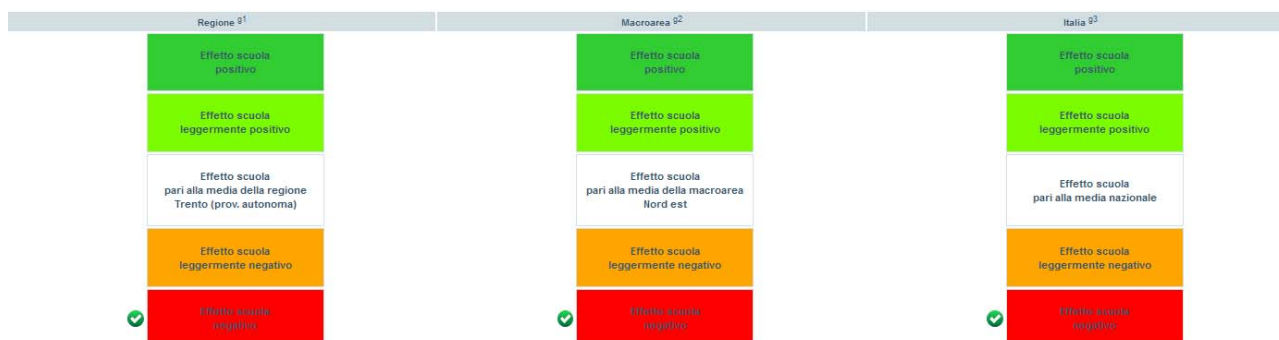 Regione g1
Macroarea g2
Italia g3
Effetto scuola
positivo
Effetto scuola
positivo
Effetto scuola
positivo
Effetto scuola
leggermente positivo
Effetto scuola
leggermente positivo
Effetto scuola
leggermente positivo
Effetto scuola
pari alla media della regione
Trento (prov. autonoma)
Effetto scuola
pari alla media della macroarea
Nord est
Effetto scuola
pari alla media nazionale
Effetto scuola
leggermente negativo
Effetto scuola
leggermente negativo
Effetto scuola
leggermente negativo
Effetto scuola
negativo
Effetto scuola
negativo
Effetto scuola
negativo